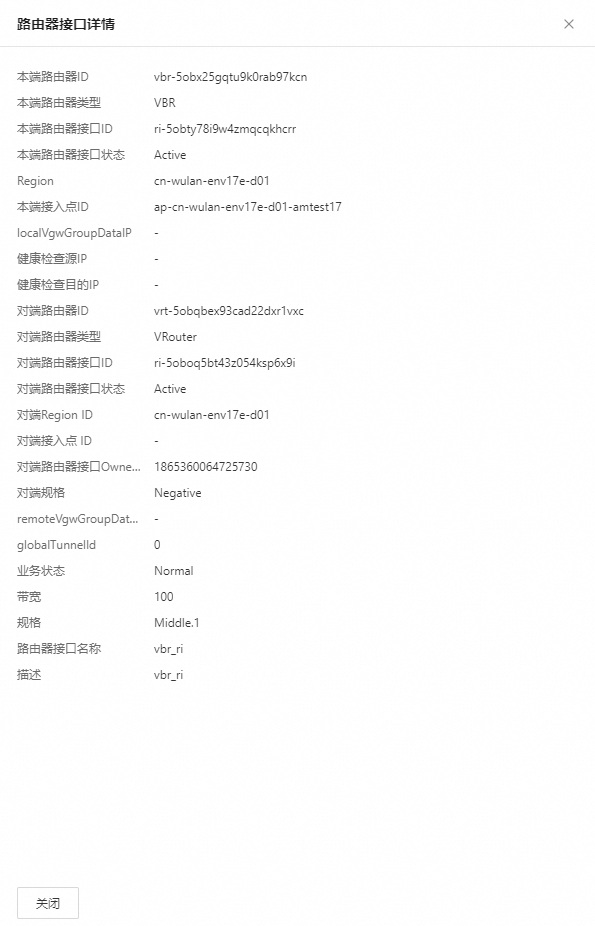 路由器接口详情
本端路由器ID vbr-5obx25gqtu9k0rab97kcn
本端路由器类型 VBR
本端路由器接口ID ri-5obty78i9w4zmqcqkhcrr
本端路由器接口状态 Active
Region cn-wulan-env17e-d01
本端接入点ID ap-cn-wulan-env17e-d01-amtest17
localVgwGroupDataIP -
健康检查源IP -
健康检查目的IP -
对端路由器ID vrt-5obqbex93cad22dxr1vxc
对端路由器类型 VRouter
对端路由器接口ID ri-5oboq5bt43z054ksp6x9i
对端路由器接口状态 Active
对端Region ID cn-wulan-env17e-d01
对端接入点 ID -
对端路由器接口Owne... 1865360064725730
对端规格 Negative
remoteVgwGroupDat... -
globalTunnelId 0
业务状态 Normal
带宽 100
规格 Middle.1
路由器接口名称 vbr_ri
描述 vbr_ri
关闭